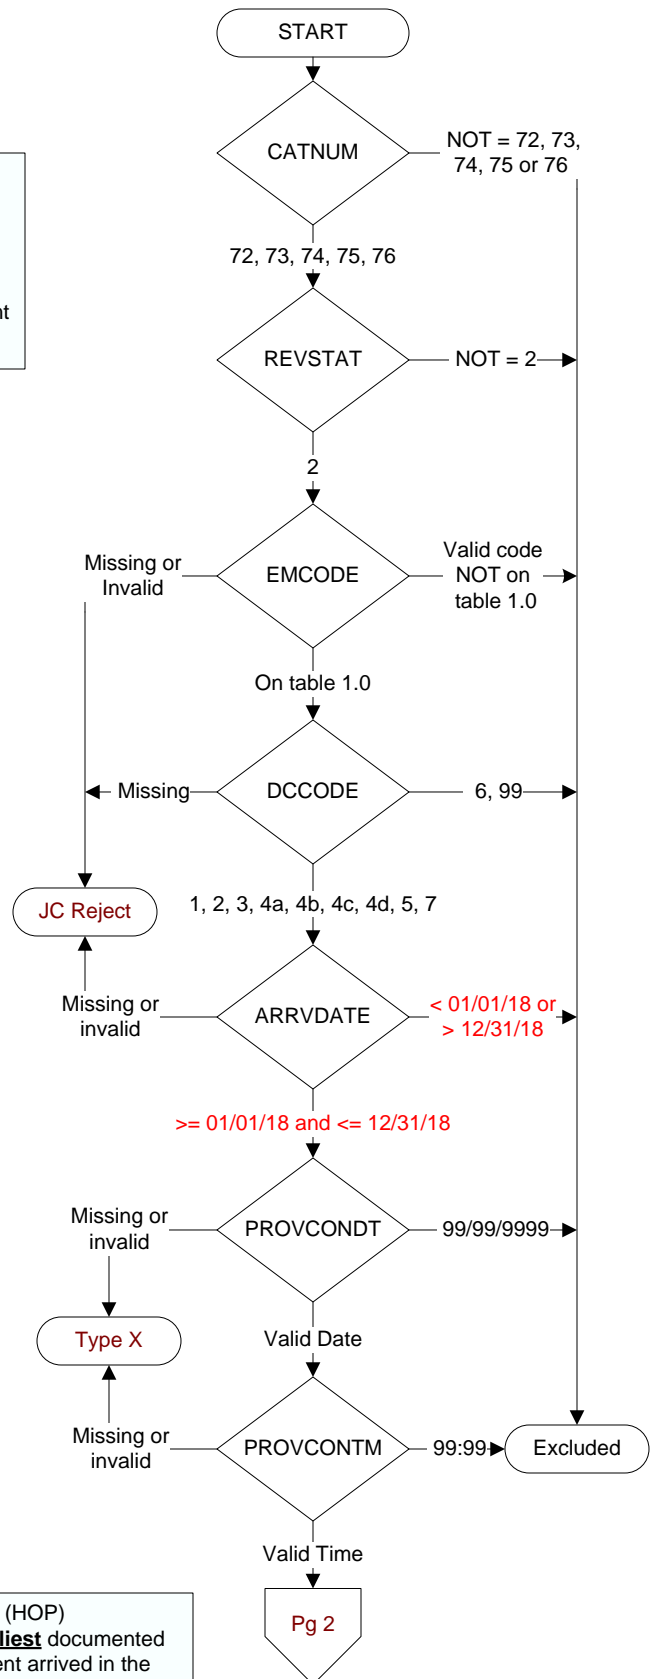 START
CATNUM
NOT = 72, 73,
74, 75 or 76
72, 73, 74, 75, 76
nt
REVSTAT
NOT = 2
2
Missing or
Invalid
EMCODE
Valid code
NOT on
table 1.0
On table 1.0
Missing
DCCODE
6, 99
JC Reject
1, 2, 3, 4a, 4b, 4c, 4d, 5, 7
Missing or
invalid
ARRVDATE
< 01/01/18 or
> 12/31/18
>= 01/01/18 and <= 12/31/18
Missing or
invalid
PROVCONDT
99/99/9999
Type X
Valid Date
Missing or
invalid
PROVCONTM
99:99
Excluded
Valid Time
Pg 2
(HOP)
liest documented
ent arrived in the